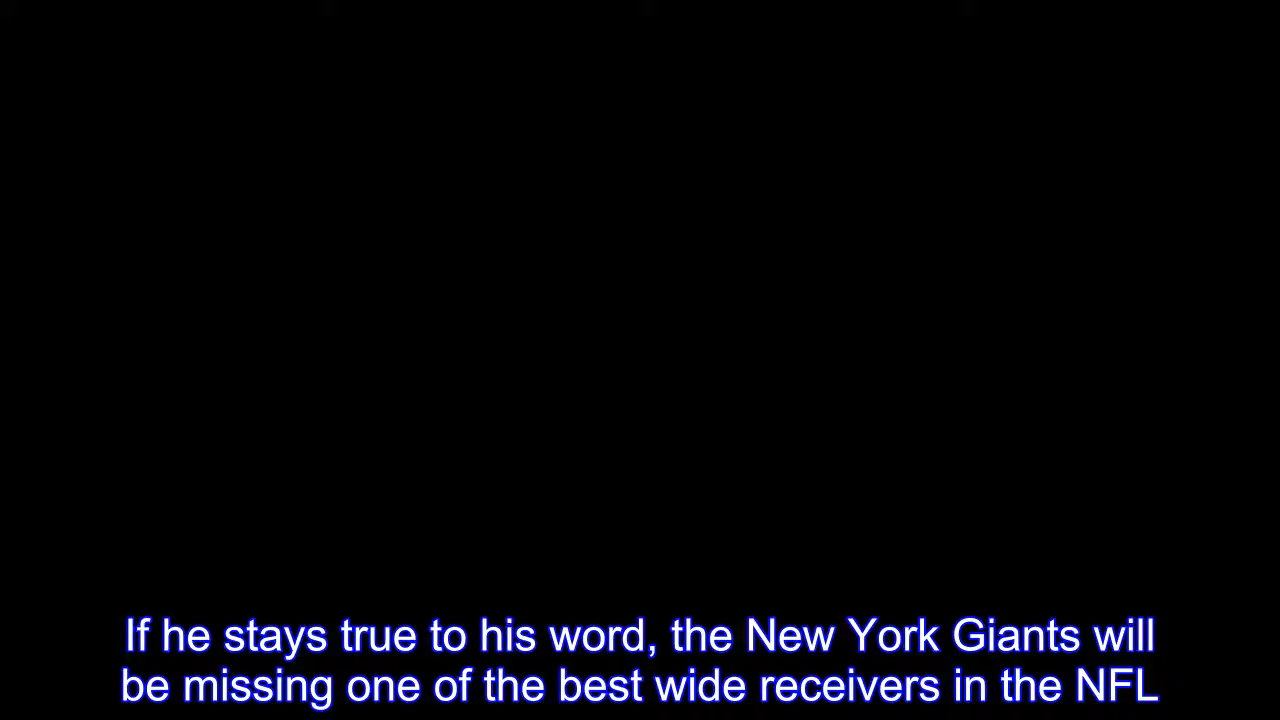 If he stays true to his word, the New York Giants will
be missing one of the best wide receivers in the NFL